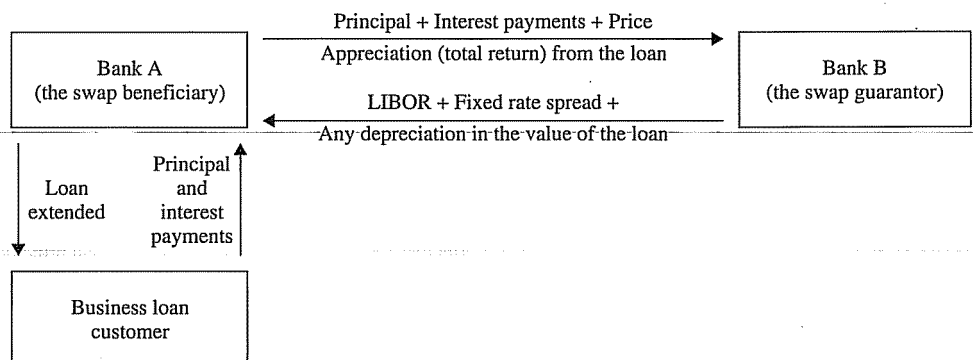 Principal + Interest payments + Price
Appreciation (total return) from the loan
Bank A
(the swap beneficiary)
Bank B
(the swap guarantor)
LIBOR + Fixed rate spread +
Any depreciation in the value of the loan
Loan
extended
Principal
and
interest
payments
Business loan
customer